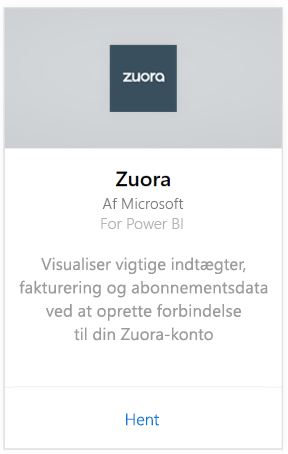 zuora
Zuora
Af Microsoft
For Power BI
Visualiser vigtige indtægter,
fakturering og abonnementsdata
ved at oprette forbindelse
til din Zuora-konto
Hent